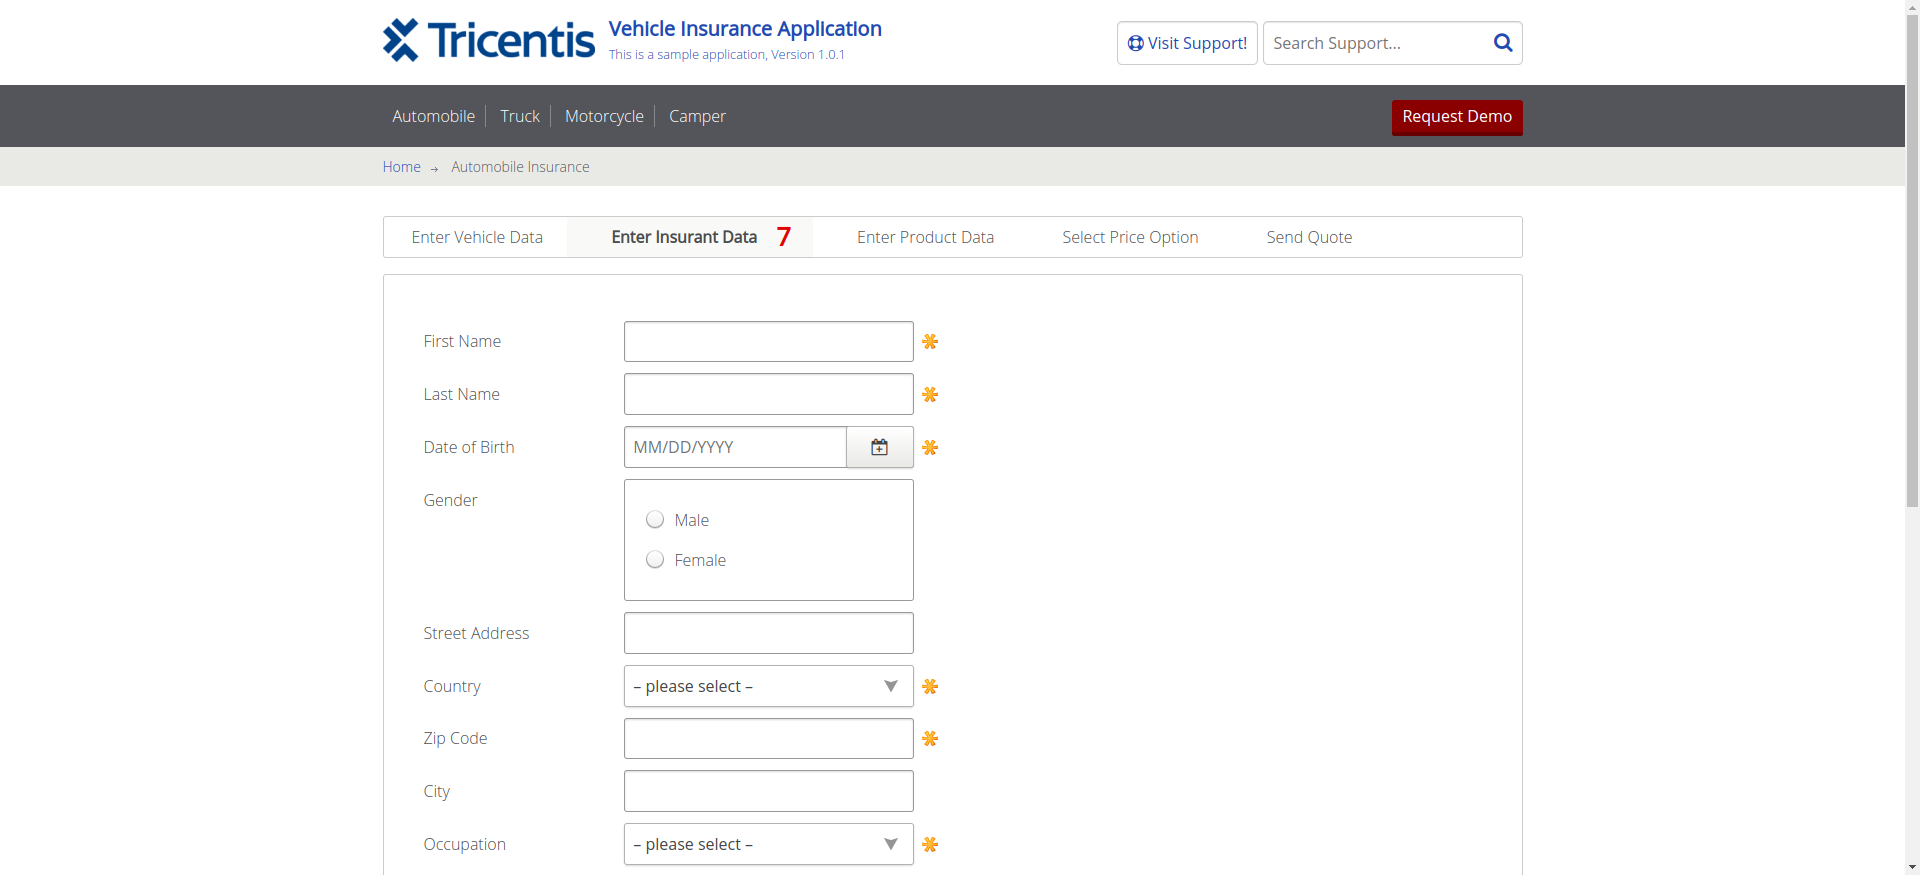 Tricentis
Vehicle Insurance Application
This is a sample application, Version 1.0.1
Visit Support!
Search Support...
Automobile
Truck
Motorcycle
Camper
Request Demo
Home → Automobile Insurance
Enter Vehicle Data
Enter Insurant Data 7
Enter Product Data
Select Price Option
Send Quote
First Name
Last Name
Date of Birth
MM/DD/YYYY
Gender
Male
Female
Street Address
Country
– please select –
Zip Code
City
Occupation
– please select –